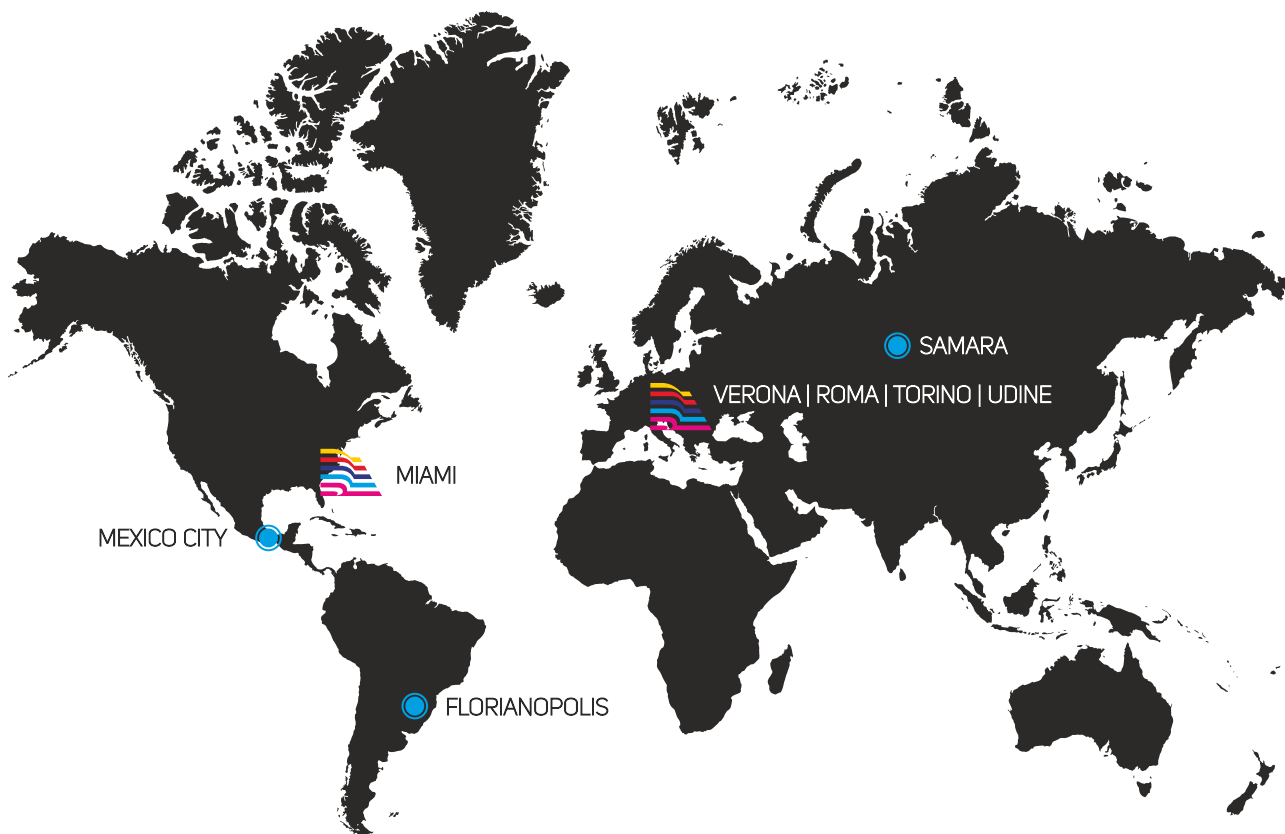 SAMARA
VERONA | ROMA | TORINO | UDINE
MIAMI
MEXICO CITY
FLORIANOPOLIS